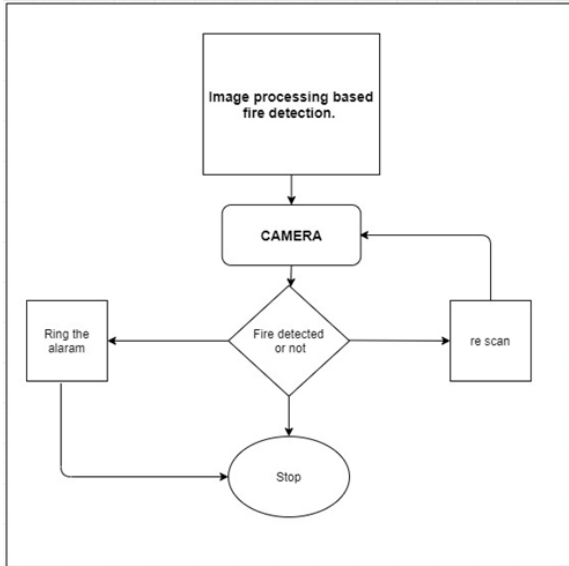 Image processing based
fire detection.
CAMERA
Ring the
alaram
Fire detected
or not
re scan
Stop